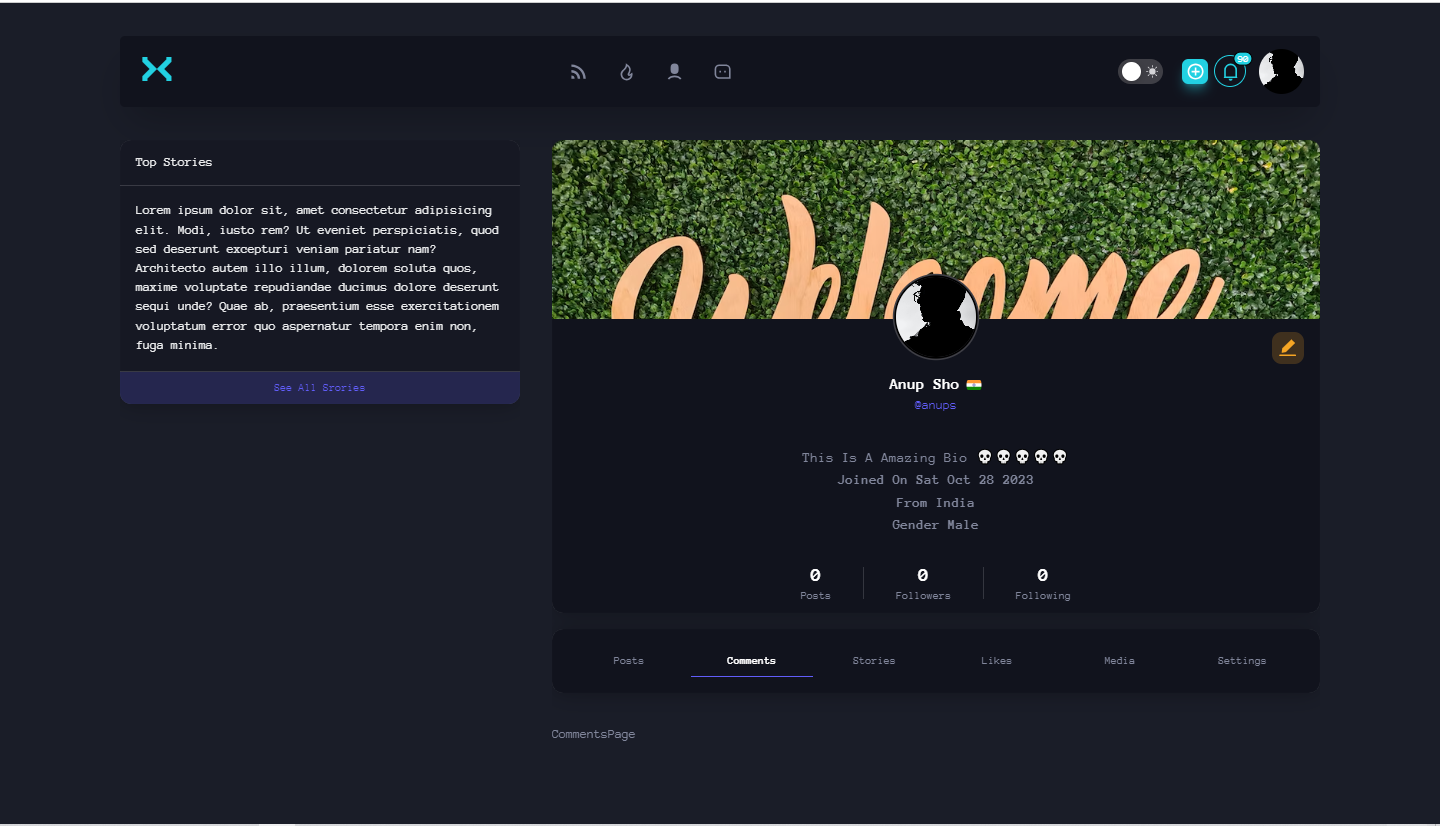 90
Top Stories
Lorem ipsum dolor sit, amet consectetur adipisicing
elit. Modi, iusto rem? Ut eveniet perspiciatis, quod
sed deserunt excepturi veniam pariatur nam?
Architecto autem illo illum, dolorem soluta quos,
maxime voluptate repudiandae ducimus dolore deserunt
sequi unde? Quae ab, praesentium esse exercitationem
voluptatum error quo aspernatur tempora enim non,
fuga minima.
See All Srories
Welcome
Anup Sho 🇮🇳
@anups
This Is A Amazing Bio 💀💀💀💀💀
Joined On Sat Oct 28 2023
From India
Gender Male
0 0 0
Posts Followers Following
Posts Comments Stories Likes Media Settings
CommentsPage